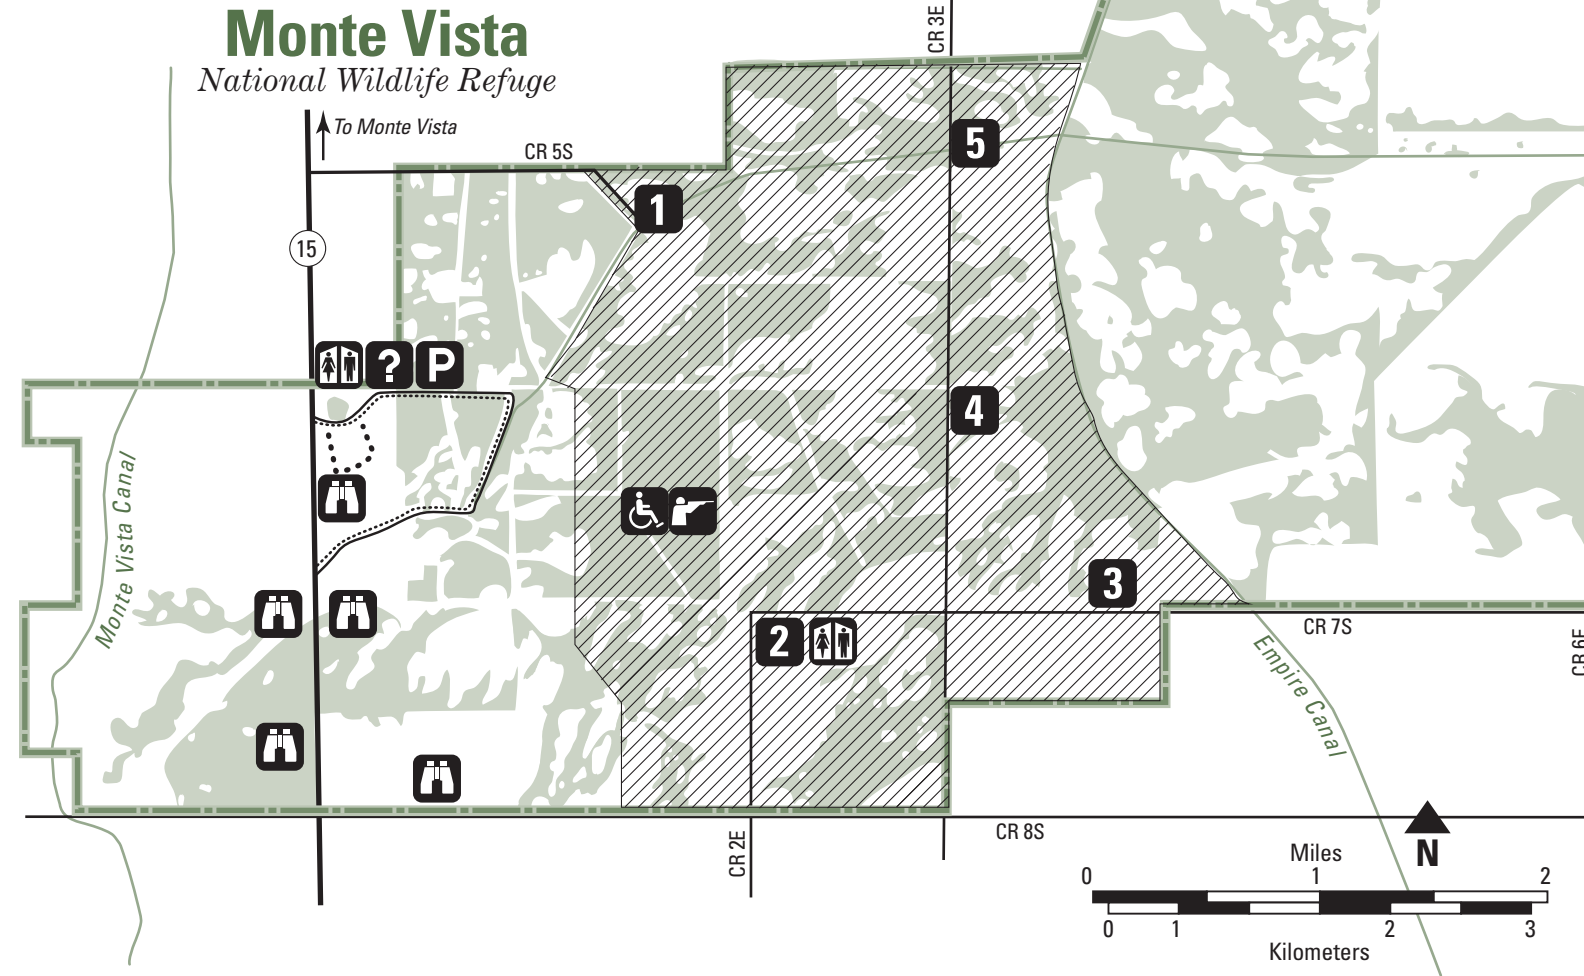 Monte Vista
National Wildlife Refuge
To Monte Vista
CR 5S
CR 3E
15
1
5
?
P
4
3
2
Monte Vista Canal
CR 7S
CR 6E
Empire Canal
CR 2E
CR 8S
N
Miles
0 1 2
0 1 2 3
Kilometers